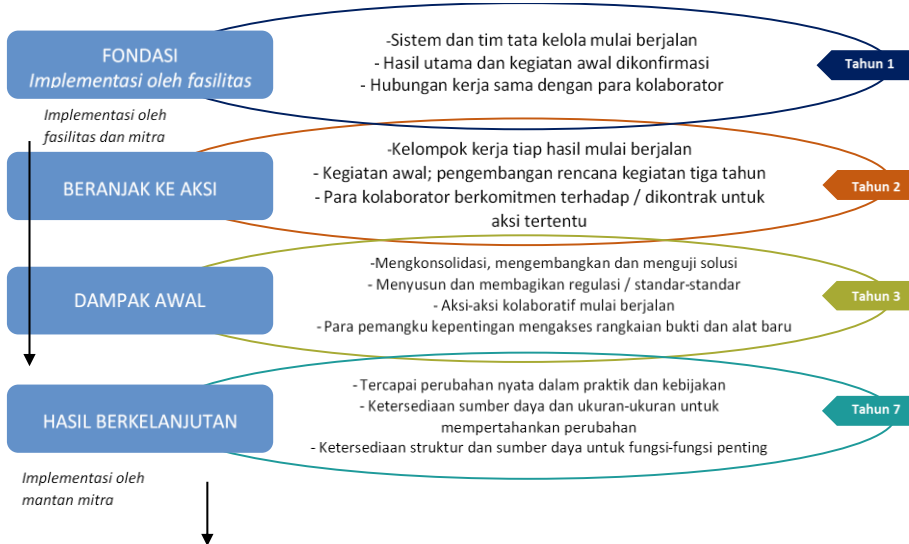 FONDASI
Implementasi oleh fasilitas
-Sistem dan tim tata kelola mulai berjalan
- Hasil utama dan kegiatan awal dikonfirmasi
- Hubungan kerja sama dengan para kolaborator
Tahun 1
Implementasi oleh
fasilitas dan mitra
BERANJAK KE AKSI
-Kelompok kerja tiap hasil mulai berjalan
- Kegiatan awal; pengembangan rencana kegiatan tiga tahun
- Para kolaborator berkomitmen terhadap / dikontrak untuk
aksi tertentu
Tahun 2
DAMPAK AWAL
-Mengkonsolidasi, mengembangkan dan menguji solusi
- Menyusun dan membagikan regulasi / standar-standar
- Aksi-aksi kolaboratif mulai berjalan
- Para pemangku kepentingan mengakses rangkaian bukti dan alat baru
Tahun 3
HASIL BERKELANJUTAN
- Tercapai perubahan nyata dalam praktik dan kebijakan
- Ketersediaan sumber daya dan ukuran-ukuran untuk
mempertahankan perubahan
- Ketersediaan struktur dan sumber daya untuk fungsi-fungsi penting
Tahun 7
Implementasi oleh
mantan mitra